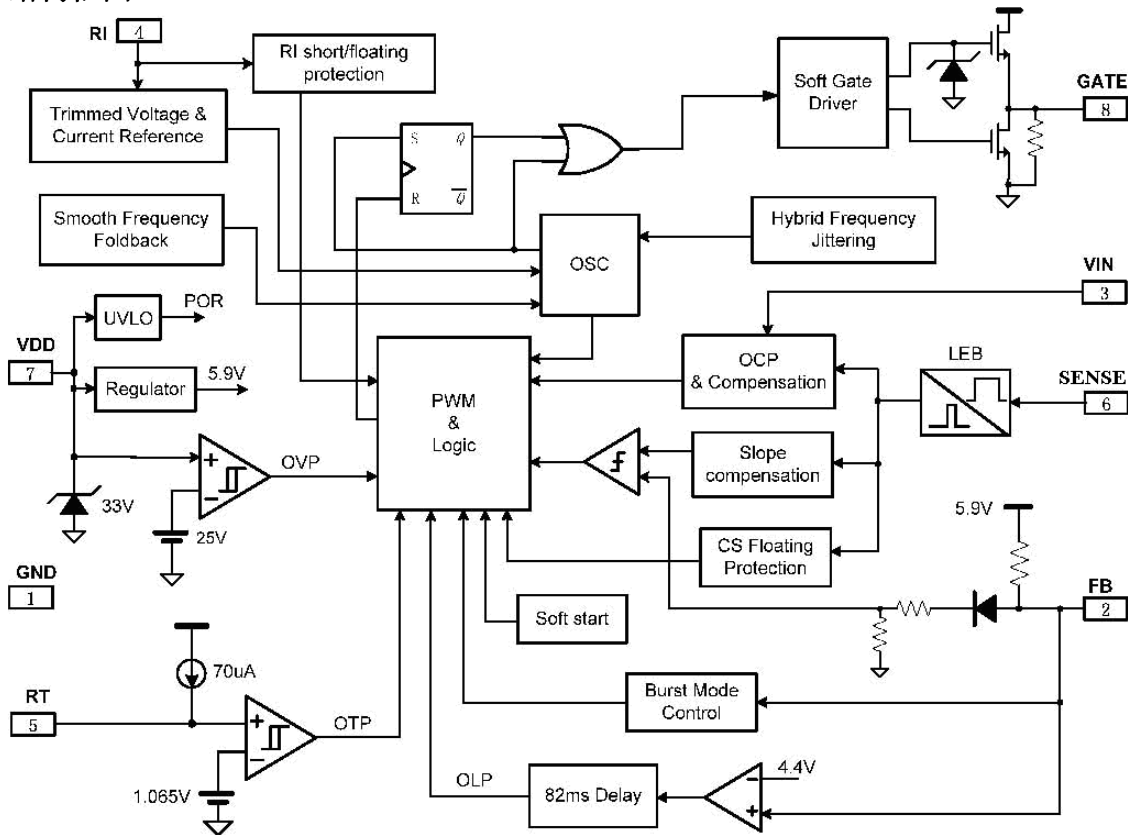 RI
4
RI short/floating
protection
Trimmed Voltage &
Current Reference
S
Q
R
Q
Soft Gate
Driver
GATE
8
Smooth Frequency
Foldback
OSC
Hybrid Frequency
Jittering
VIN
3
UVLO
POR
VDD
7
Regulator
5.9V
PWM
&
Logic
OCP
& Compensation
LEB
SENSE
6
Slope
compensation
OVP
+
−
33V
25V
CS Floating
Protection
5.9V
GND
1
FB
2
Soft start
70uA
RT
5
+
−
OTP
1.065V
Burst Mode
Control
OLP
82ms Delay
−
+
4.4V